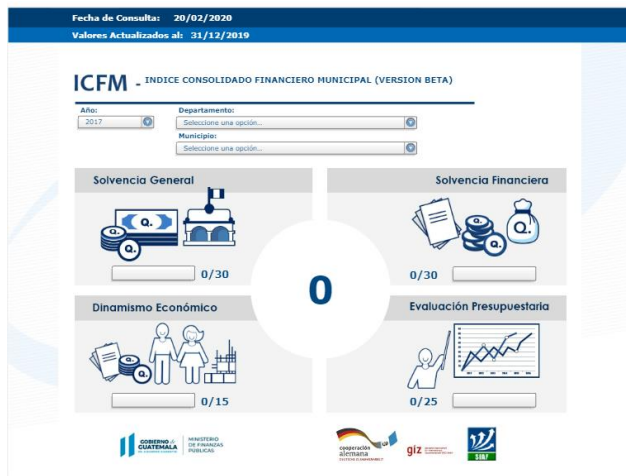 Fecha de Consulta: 20/02/2020
Valores Actualizados al: 31/12/2019
ICFM - INDICE CONSOLIDADO FINANCIERO MUNICIPAL (VERSION BETA)
Año: Departamento:
2017 Seleccione una opción...
Municipio:
Seleccione una opción...
Solvencia General
Solvencia Financiera
Q.
Q.
Q.
Q.
Q.
0/30
0/30
0
Dinamismo Económico
Evaluación Presupuestaria
Q.
0/15
0/25
GOBIERNO de
GUATEMALA
MINISTERIO
DE FINANZAS
PÚBLICAS
cooperación
alemana
giz
SIAF